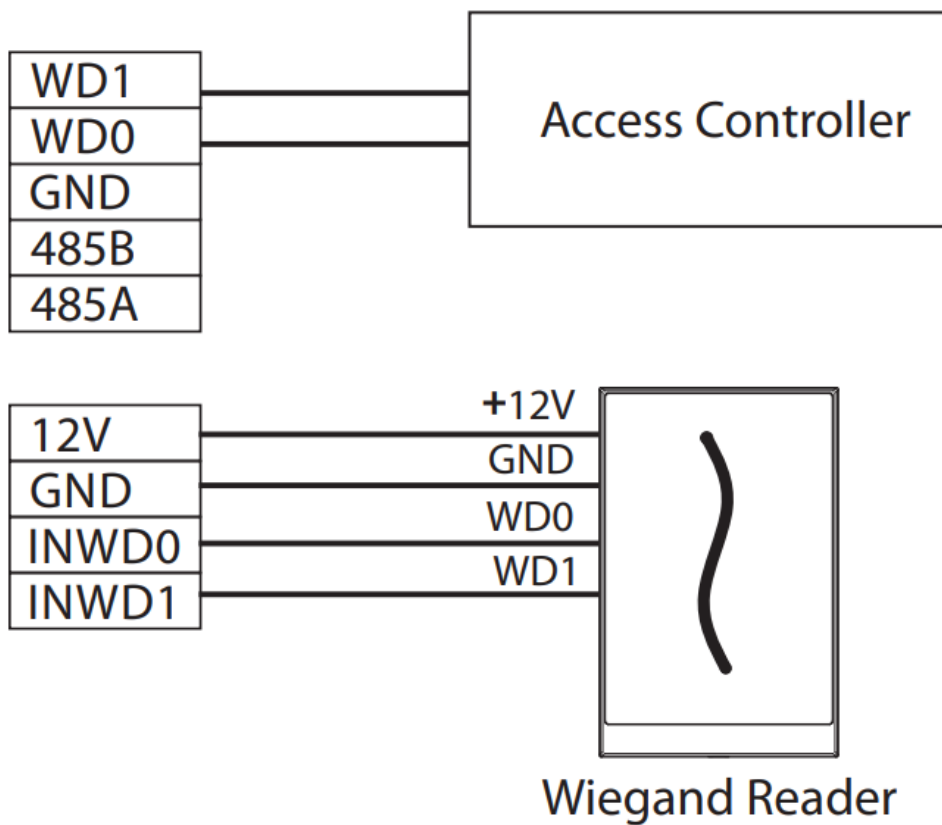 WD1
WD0
GND
485B
485A
Access Controller
12V
GND
INWD0
INWD1
+12V
GND
WD0
WD1
Wiegand Reader